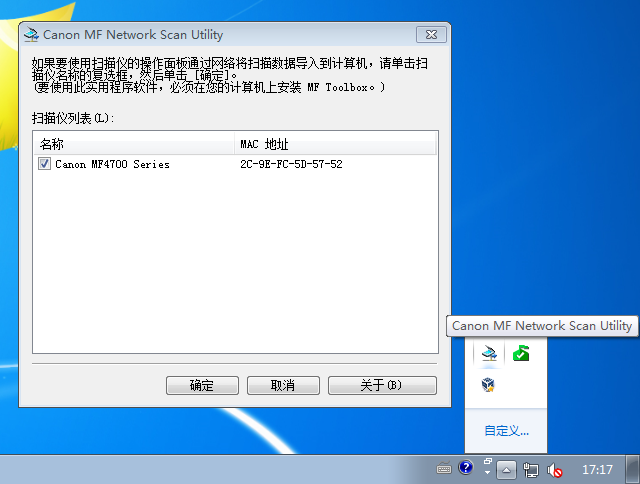 Canon MF Network Scan Utility
如果要使用扫描仪的操作面板通过网络将扫描数据导入到计算机，请单击扫
描仪名称的复选框，然后单击 [确定]。
(要使用此实用程序软件，必须在您的计算机上安装 MF Toolbox。)
扫描仪列表(L):
名称 MAC 地址
Canon MF4700 Series 2C-9E-FC-5D-57-52
Canon MF Network Scan Utility
确定 取消 关于(B)
自定义...
17:17